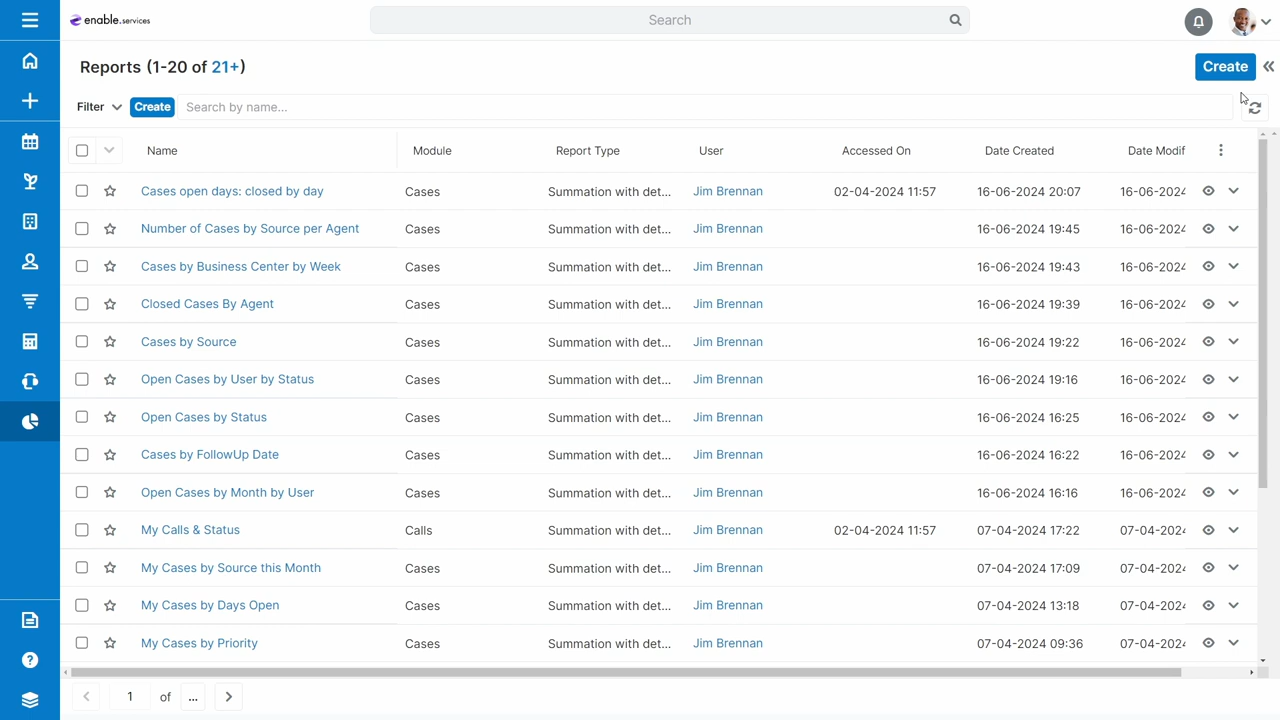 enable.services
Search
Reports (1-20 of 21+)
Create
Filter
Create
Search by name...
Name Module Report Type User Accessed On Date Created Date Modif
Cases open days: closed by day Cases Summation with det... Jim Brennan 02-04-2024 11:57 16-06-2024 20:07 16-06-2024
Number of Cases by Source per Agent Cases Summation with det... Jim Brennan 16-06-2024 19:45 16-06-2024
Cases by Business Center by Week Cases Summation with det... Jim Brennan 16-06-2024 19:43 16-06-2024
Closed Cases By Agent Cases Summation with det... Jim Brennan 16-06-2024 19:39 16-06-2024
Cases by Source Cases Summation with det... Jim Brennan 16-06-2024 19:22 16-06-2024
Open Cases by User by Status Cases Summation with det... Jim Brennan 16-06-2024 19:16 16-06-2024
Open Cases by Status Cases Summation with det... Jim Brennan 16-06-2024 16:25 16-06-2024
Cases by FollowUp Date Cases Summation with det... Jim Brennan 16-06-2024 16:22 16-06-2024
Open Cases by Month by User Cases Summation with det... Jim Brennan 16-06-2024 16:16 16-06-2024
My Calls & Status Calls Summation with det... Jim Brennan 02-04-2024 11:57 07-04-2024 17:22 07-04-2024
My Cases by Source this Month Cases Summation with det... Jim Brennan 07-04-2024 17:09 07-04-2024
My Cases by Days Open Cases Summation with det... Jim Brennan 07-04-2024 13:18 07-04-2024
My Cases by Priority Cases Summation with det... Jim Brennan 07-04-2024 09:36 07-04-2024
1 of ...